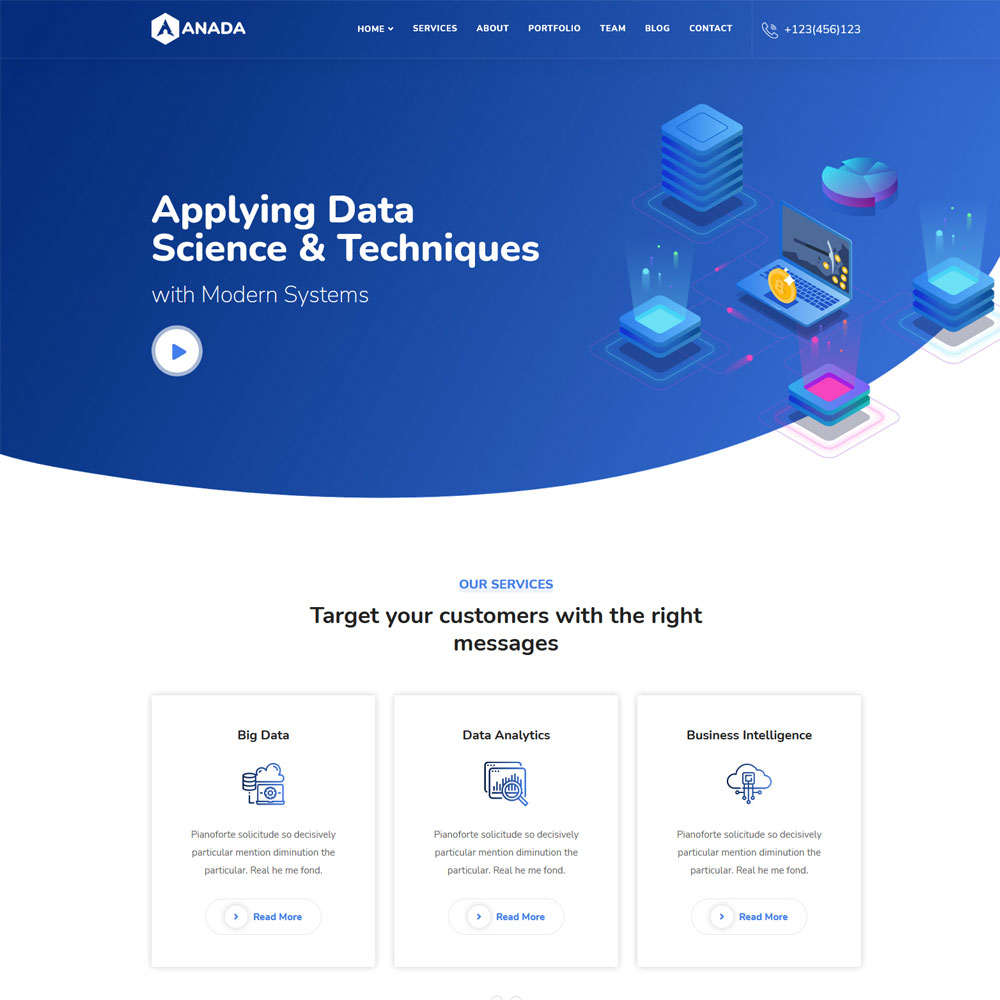 ANADA
HOME SERVICES ABOUT PORTFOLIO TEAM BLOG CONTACT +123(456)123
Applying Data
Science & Techniques
with Modern Systems
OUR SERVICES
Target your customers with the right
messages
Big Data
Pianoforte solicitude so decisively
particular mention diminution the
particular. Real he me fond.
Read More
Data Analytics
Pianoforte solicitude so decisively
particular mention diminution the
particular. Real he me fond.
Read More
Business Intelligence
Pianoforte solicitude so decisively
particular mention diminution the
particular. Real he me fond.
Read More